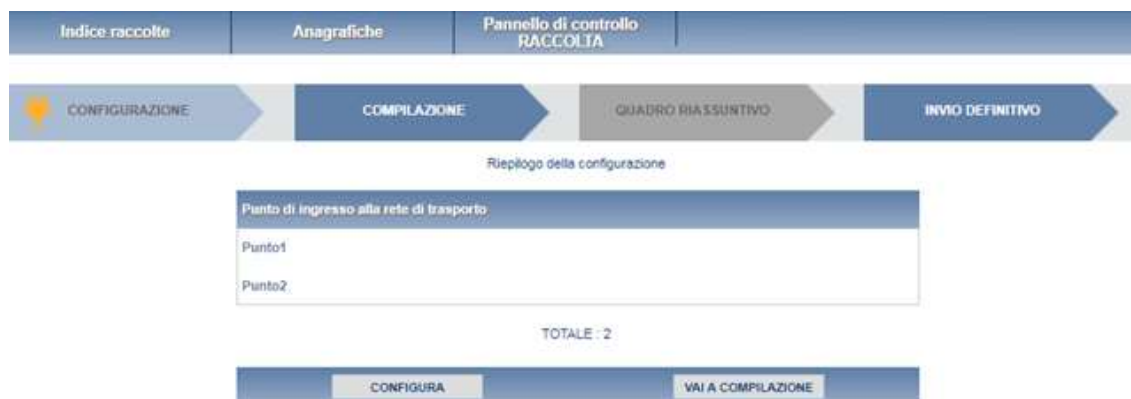 Indice raccolte
Anagrafiche
Pannello di controllo
RACCOLTA
CONFIGURAZIONE
COMPILAZIONE
QUADRO RIASSUNTIVO
INVIO DEFINITIVO
Riepilogo della configurazione
Punto di ingresso alla rete di trasporto
Punto1
Punto2
TOTALE : 2
CONFIGURA
VAI A COMPILAZIONE